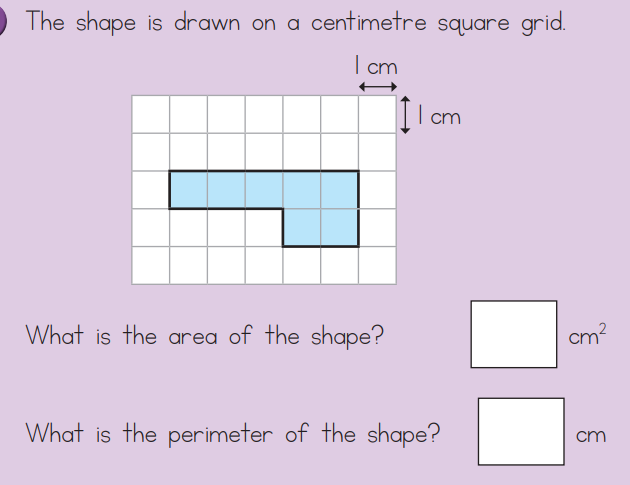 The shape is drawn on a centimetre square grid.
1 cm
1 cm
What is the area of the shape? cm²
What is the perimeter of the shape? cm